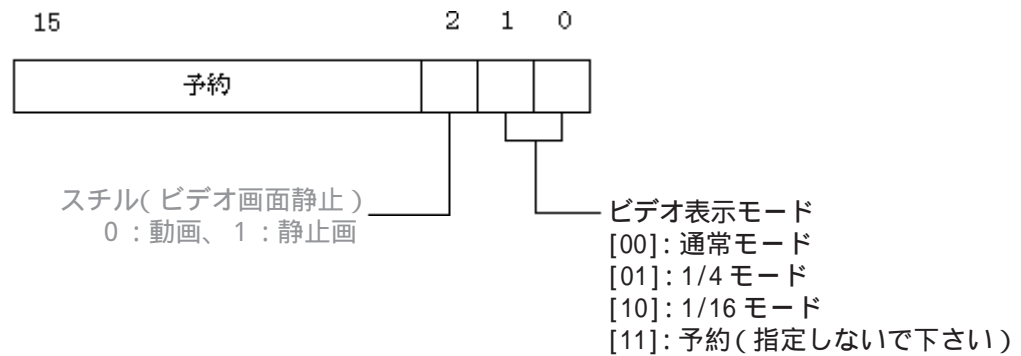 15 2 1 0
予約
スチル(ビデオ画面静止)
0:動画、1:静止画
ビデオ表示モード
[00]:通常モード
[01]:1/4モード
[10]:1/16モード
[11]:予約(指定しないで下さい)